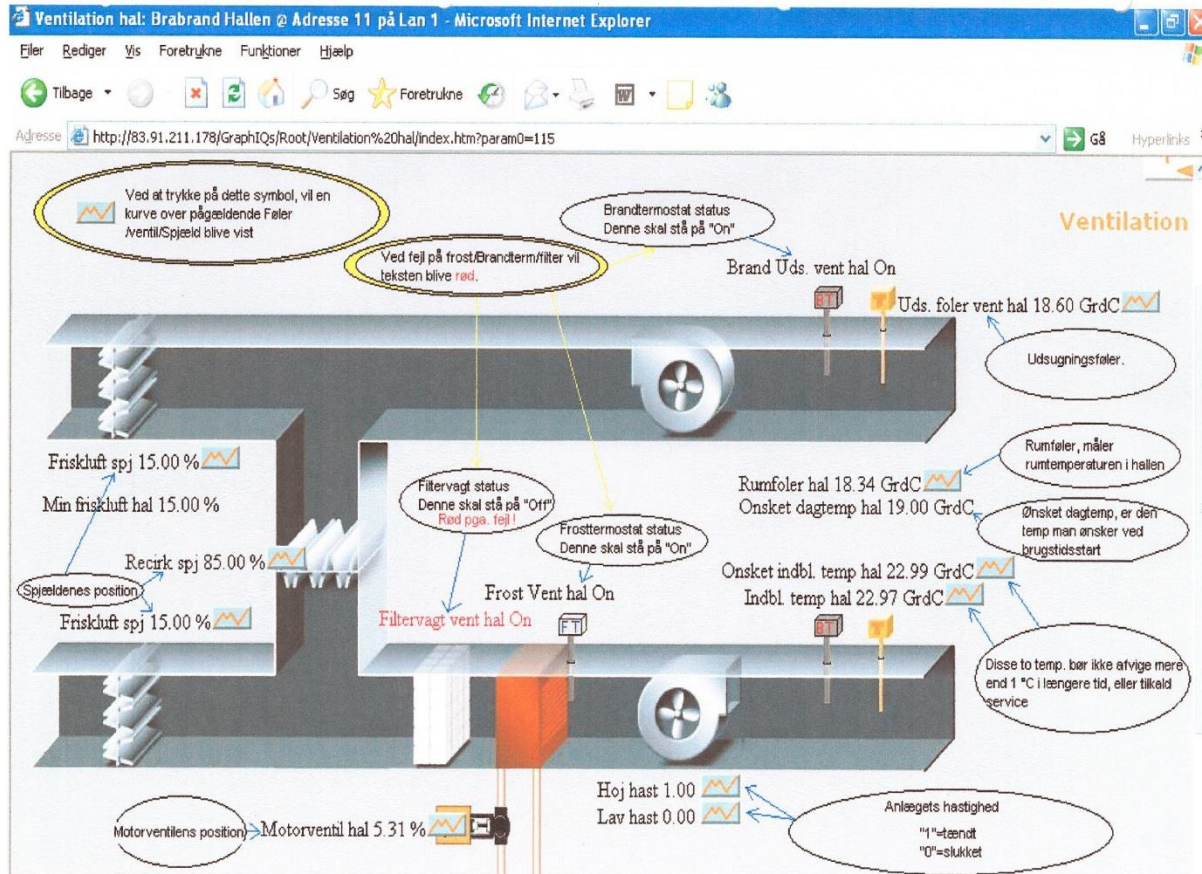 Ventilation hal: Brabrand Hallen @ Adresse 11 på Lan 1 - Microsoft Internet Explorer
Filer Rediger Vis Foretrukne Funktioner Hjælp
Tilbage Søg Foretrukne
Adresse http://83.91.211.178/GraphIQs/Root/Ventilation%20hal/index.htm?param0=115 Gå Hyperlinks
Ved at trykke på dette symbol, vil en
kurve over pågældende Føler
/ventil/Spjæld blive vist
Brandtermostat status
Denne skal stå på "On"
Ventilation
Ved fejl på frost/Brandterm/filter vil
teksten blive rød.
Brand Uds. vent hal On
BT
T
Uds. foler vent hal 18.60 GrdC
Udsugningsføler.
Friskluft spj 15.00 %
Min friskluft hal 15.00 %
Recirk spj 85.00 %
Spjældenes position
Friskluft spj 15.00 %
Filtervagt status
Denne skal stå på "Off"
Rød pga. fejl !
Frosttermostat status
Denne skal stå på "On"
Frost Vent hal On
Filtervagt vent hal On
FT
Rumføler, måler
rumtemperaturen i hallen
Rumfoler hal 18.34 GrdC
Onsket dagtemp hal 19.00 GrdC
Ønsket dagtemp, er den
temp man ønsker ved
brugstidsstart
Onsket indbl. temp hal 22.99 GrdC
Indbl. temp hal 22.97 GrdC
BT
T
Disse to temp. bør ikke afvige mere
end 1 °C i længere tid, eller tilkald
service
Motorventilens position
Motorventil hal 5.31 %
Hoj hast 1.00
Lav hast 0.00
Anlægets hastighed
"1"=tændt
"0"=slukket